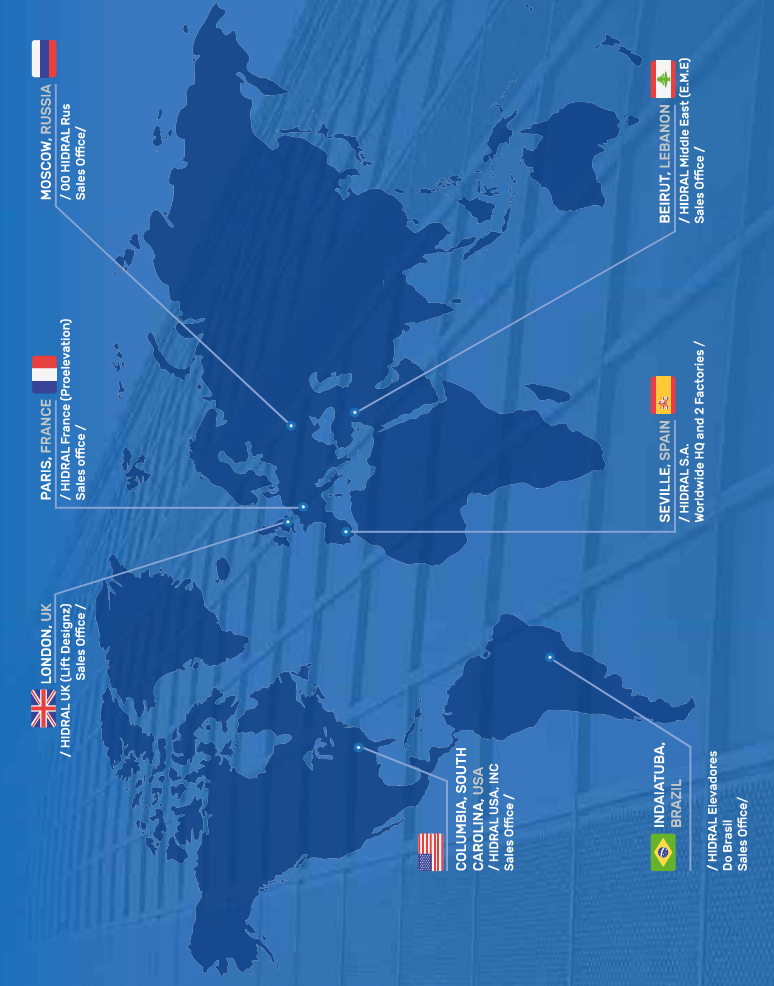 LONDON, UK
/ HIDRAL UK (Lift Designz)
Sales Office /
PARIS, FRANCE
/ HIDRAL France (Proelevation)
Sales office /
MOSCOW, RUSSIA
/ OO HIDRAL Rus
Sales Office/
COLUMBIA, SOUTH
CAROLINA, USA
/ HIDRAL USA, INC
Sales Office /
INDAIATUBA,
BRAZIL
/ HIDRAL Elevadores
Do Brasil
Sales Office/
SEVILLE, SPAIN
/ HIDRAL S.A.
Worldwide HQ and 2 Factories /
BEIRUT, LEBANON
/ HIDRAL Middle East (E.M.E)
Sales Office /